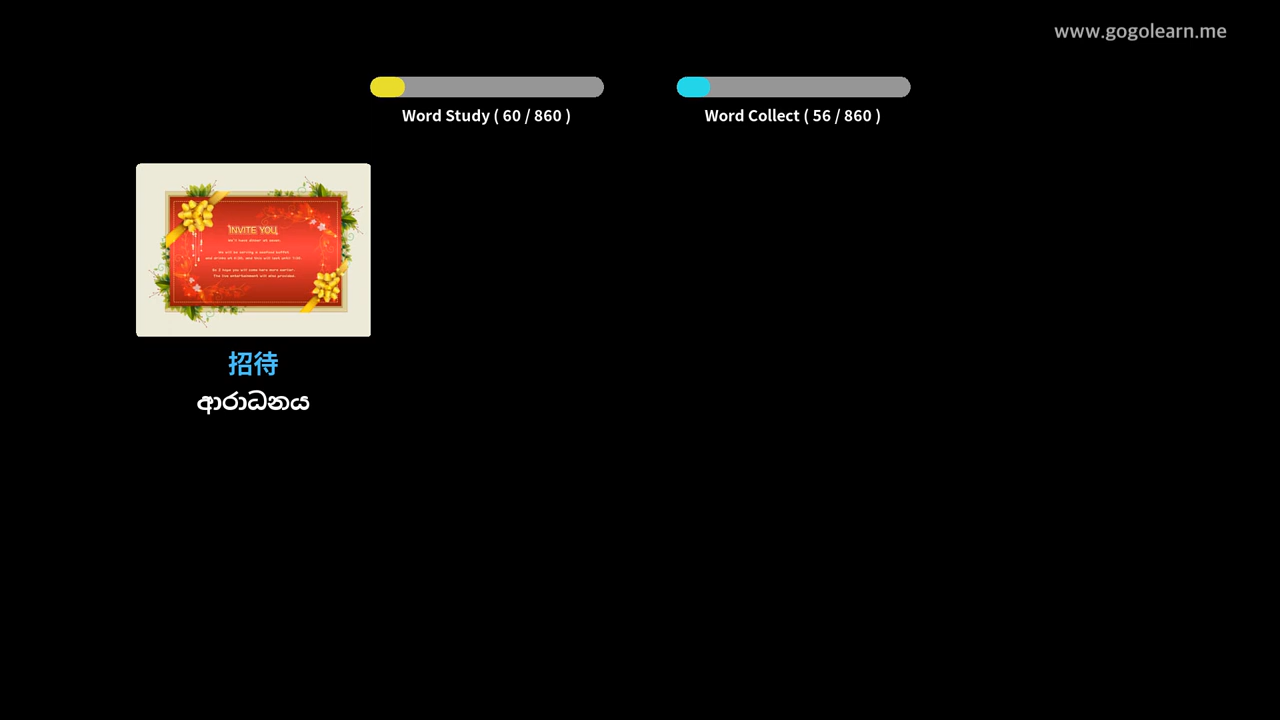 www.gogolearn.me
Word Study ( 60 / 860 )
Word Collect ( 56 / 860 )
INVITE YOU
招待
ආරාධනය